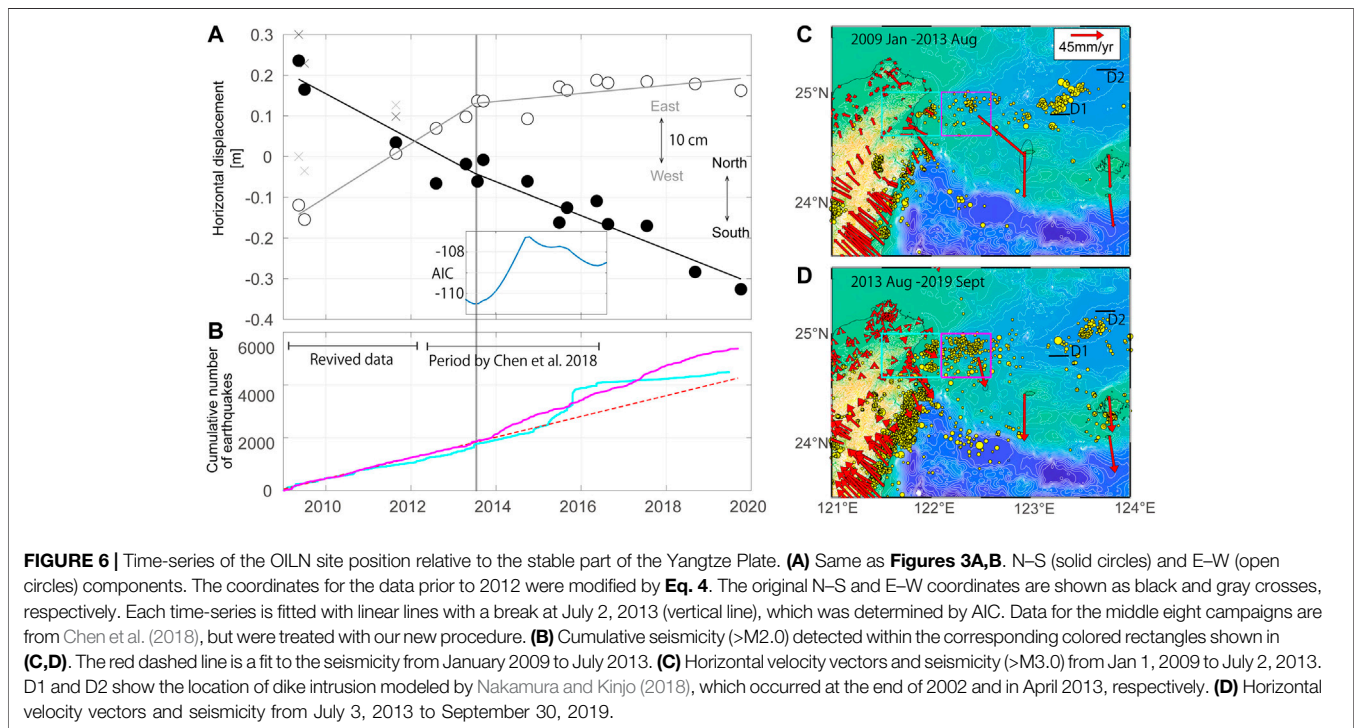 A
0.3
0.2
0.1
0
-0.1
-0.2
-0.3
-0.4
Horizontal displacement
[m]
East
10 cm
West
North
South
-108
AIC
-110
B
6000
4000
2000
0
Cumulative number
of earthquakes
Revived data
Period by Chen et al. 2018
2010
2012
2014
2016
2018
2020
C
2009 Jan -2013 Aug
45mm/yr
D2
D1
25°N
24°N
D
2013 Aug -2019 Sept
D2
D1
25°N
24°N
121°E
122°E
123°E
124°E
FIGURE 6 | Time-series of the OILN site position relative to the stable part of the Yangtze Plate. (A) Same as Figures 3A,B. N–S (solid circles) and E–W (open
circles) components. The coordinates for the data prior to 2012 were modified by Eq. 4. The original N–S and E–W coordinates are shown as black and gray crosses,
respectively. Each time-series is fitted with linear lines with a break at July 2, 2013 (vertical line), which was determined by AIC. Data for the middle eight campaigns are
from Chen et al. (2018), but were treated with our new procedure. (B) Cumulative seismicity (>M2.0) detected within the corresponding colored rectangles shown in
(C,D). The red dashed line is a fit to the seismicity from January 2009 to July 2013. (C) Horizontal velocity vectors and seismicity (>M3.0) from Jan 1, 2009 to July 2, 2013.
D1 and D2 show the location of dike intrusion modeled by Nakamura and Kinjo (2018), which occurred at the end of 2002 and in April 2013, respectively. (D) Horizontal
velocity vectors and seismicity from July 3, 2013 to September 30, 2019.